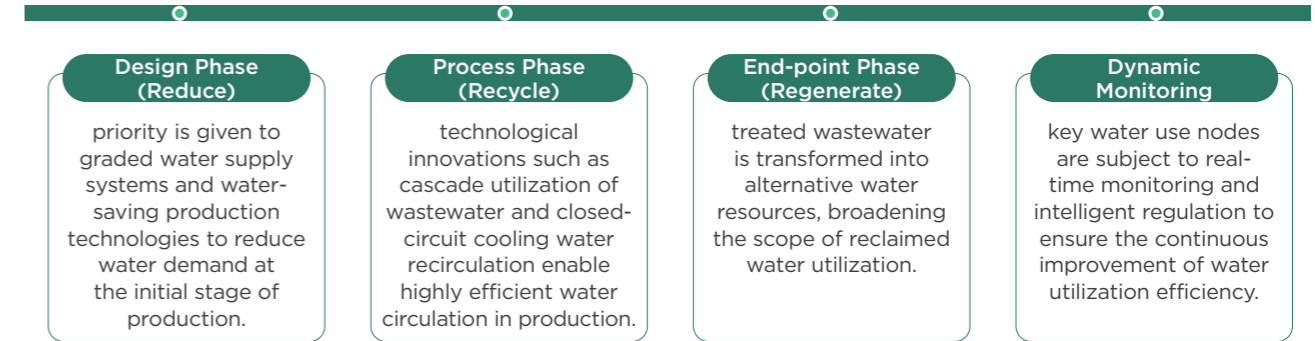 Design Phase
(Reduce)
priority is given to
graded water supply
systems and water-
saving production
technologies to reduce
water demand at
the initial stage of
production.
Process Phase
(Recycle)
technological
innovations such as
cascade utilization of
wastewater and closed-
circuit cooling water
recirculation enable
highly efficient water
circulation in production.
End-point Phase
(Regenerate)
treated wastewater
is transformed into
alternative water
resources, broadening
the scope of reclaimed
water utilization.
Dynamic
Monitoring
key water use nodes
are subject to real-
time monitoring and
intelligent regulation to
ensure the continuous
improvement of water
utilization efficiency.